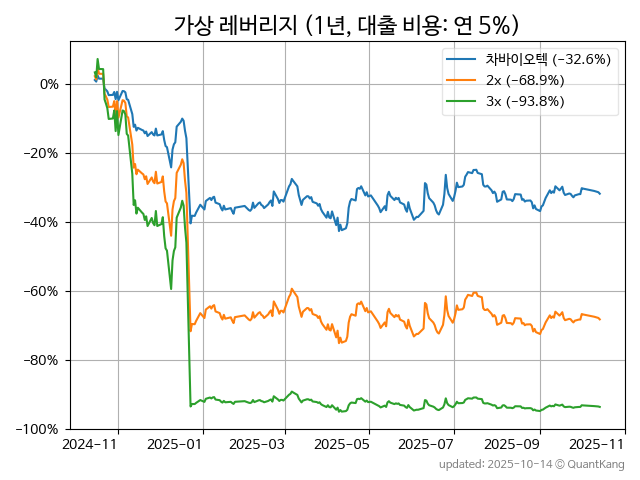 가상 레버리지 (1년, 대출 비용: 연 5%)
차바이오텍 (−32.6%)
2x (−68.9%)
3x (−93.8%)
0%
−20%
−40%
−60%
−80%
−100%
2024-11 2025-01 2025-03 2025-05 2025-07 2025-09 2025-11
updated: 2025-10-14 © QuantKang